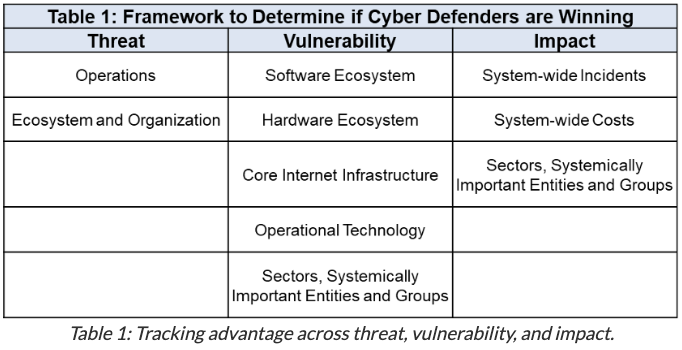 Table 1: Framework to Determine if Cyber Defenders are Winning
Threat Vulnerability Impact
Operations Software Ecosystem System-wide Incidents
Ecosystem and Organization Hardware Ecosystem System-wide Costs
Core Internet Infrastructure
Sectors, Systemically
Important Entities and Groups
Operational Technology
Sectors, Systemically
Important Entities and Groups
Table 1: Tracking advantage across threat, vulnerability, and impact.